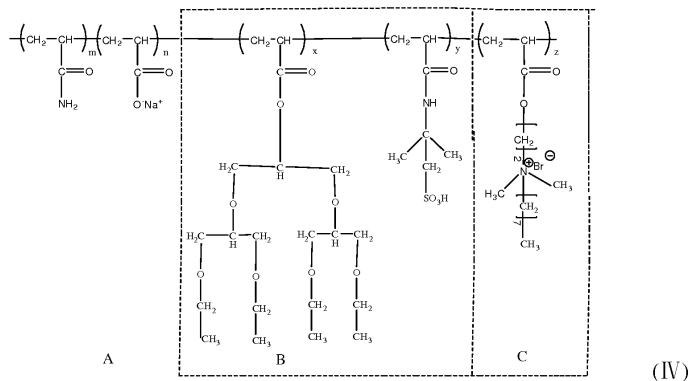 CH₂ CH m CH₂ CH n CH₂ CH x CH₂ CH y CH₂ CH z
C O C O C O C O C O
NH₂ O⁻Na⁺ O NH O
CH₂
H₂C C H CH₂ H₃C C CH₃ 2 Br ⊖
CH₂ N ⊕
O O SO₃H H₃C CH₃
CH₂
H₂C C H CH₂ H₂C C H CH₂ 7
CH₃
O O O O
CH₂ CH₂ CH₂ CH₂
CH₃ CH₃ CH₃ CH₃
A B C
(IV)